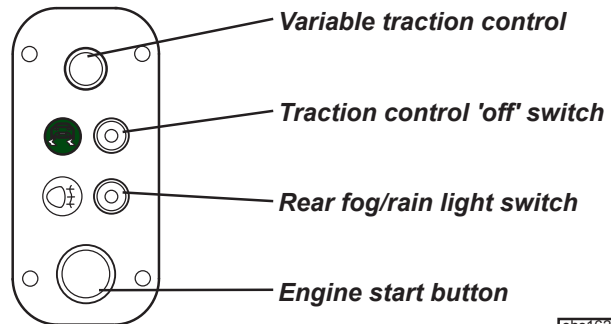 Variable traction control
Traction control 'off' switch
Rear fog/rain light switch
Engine start button